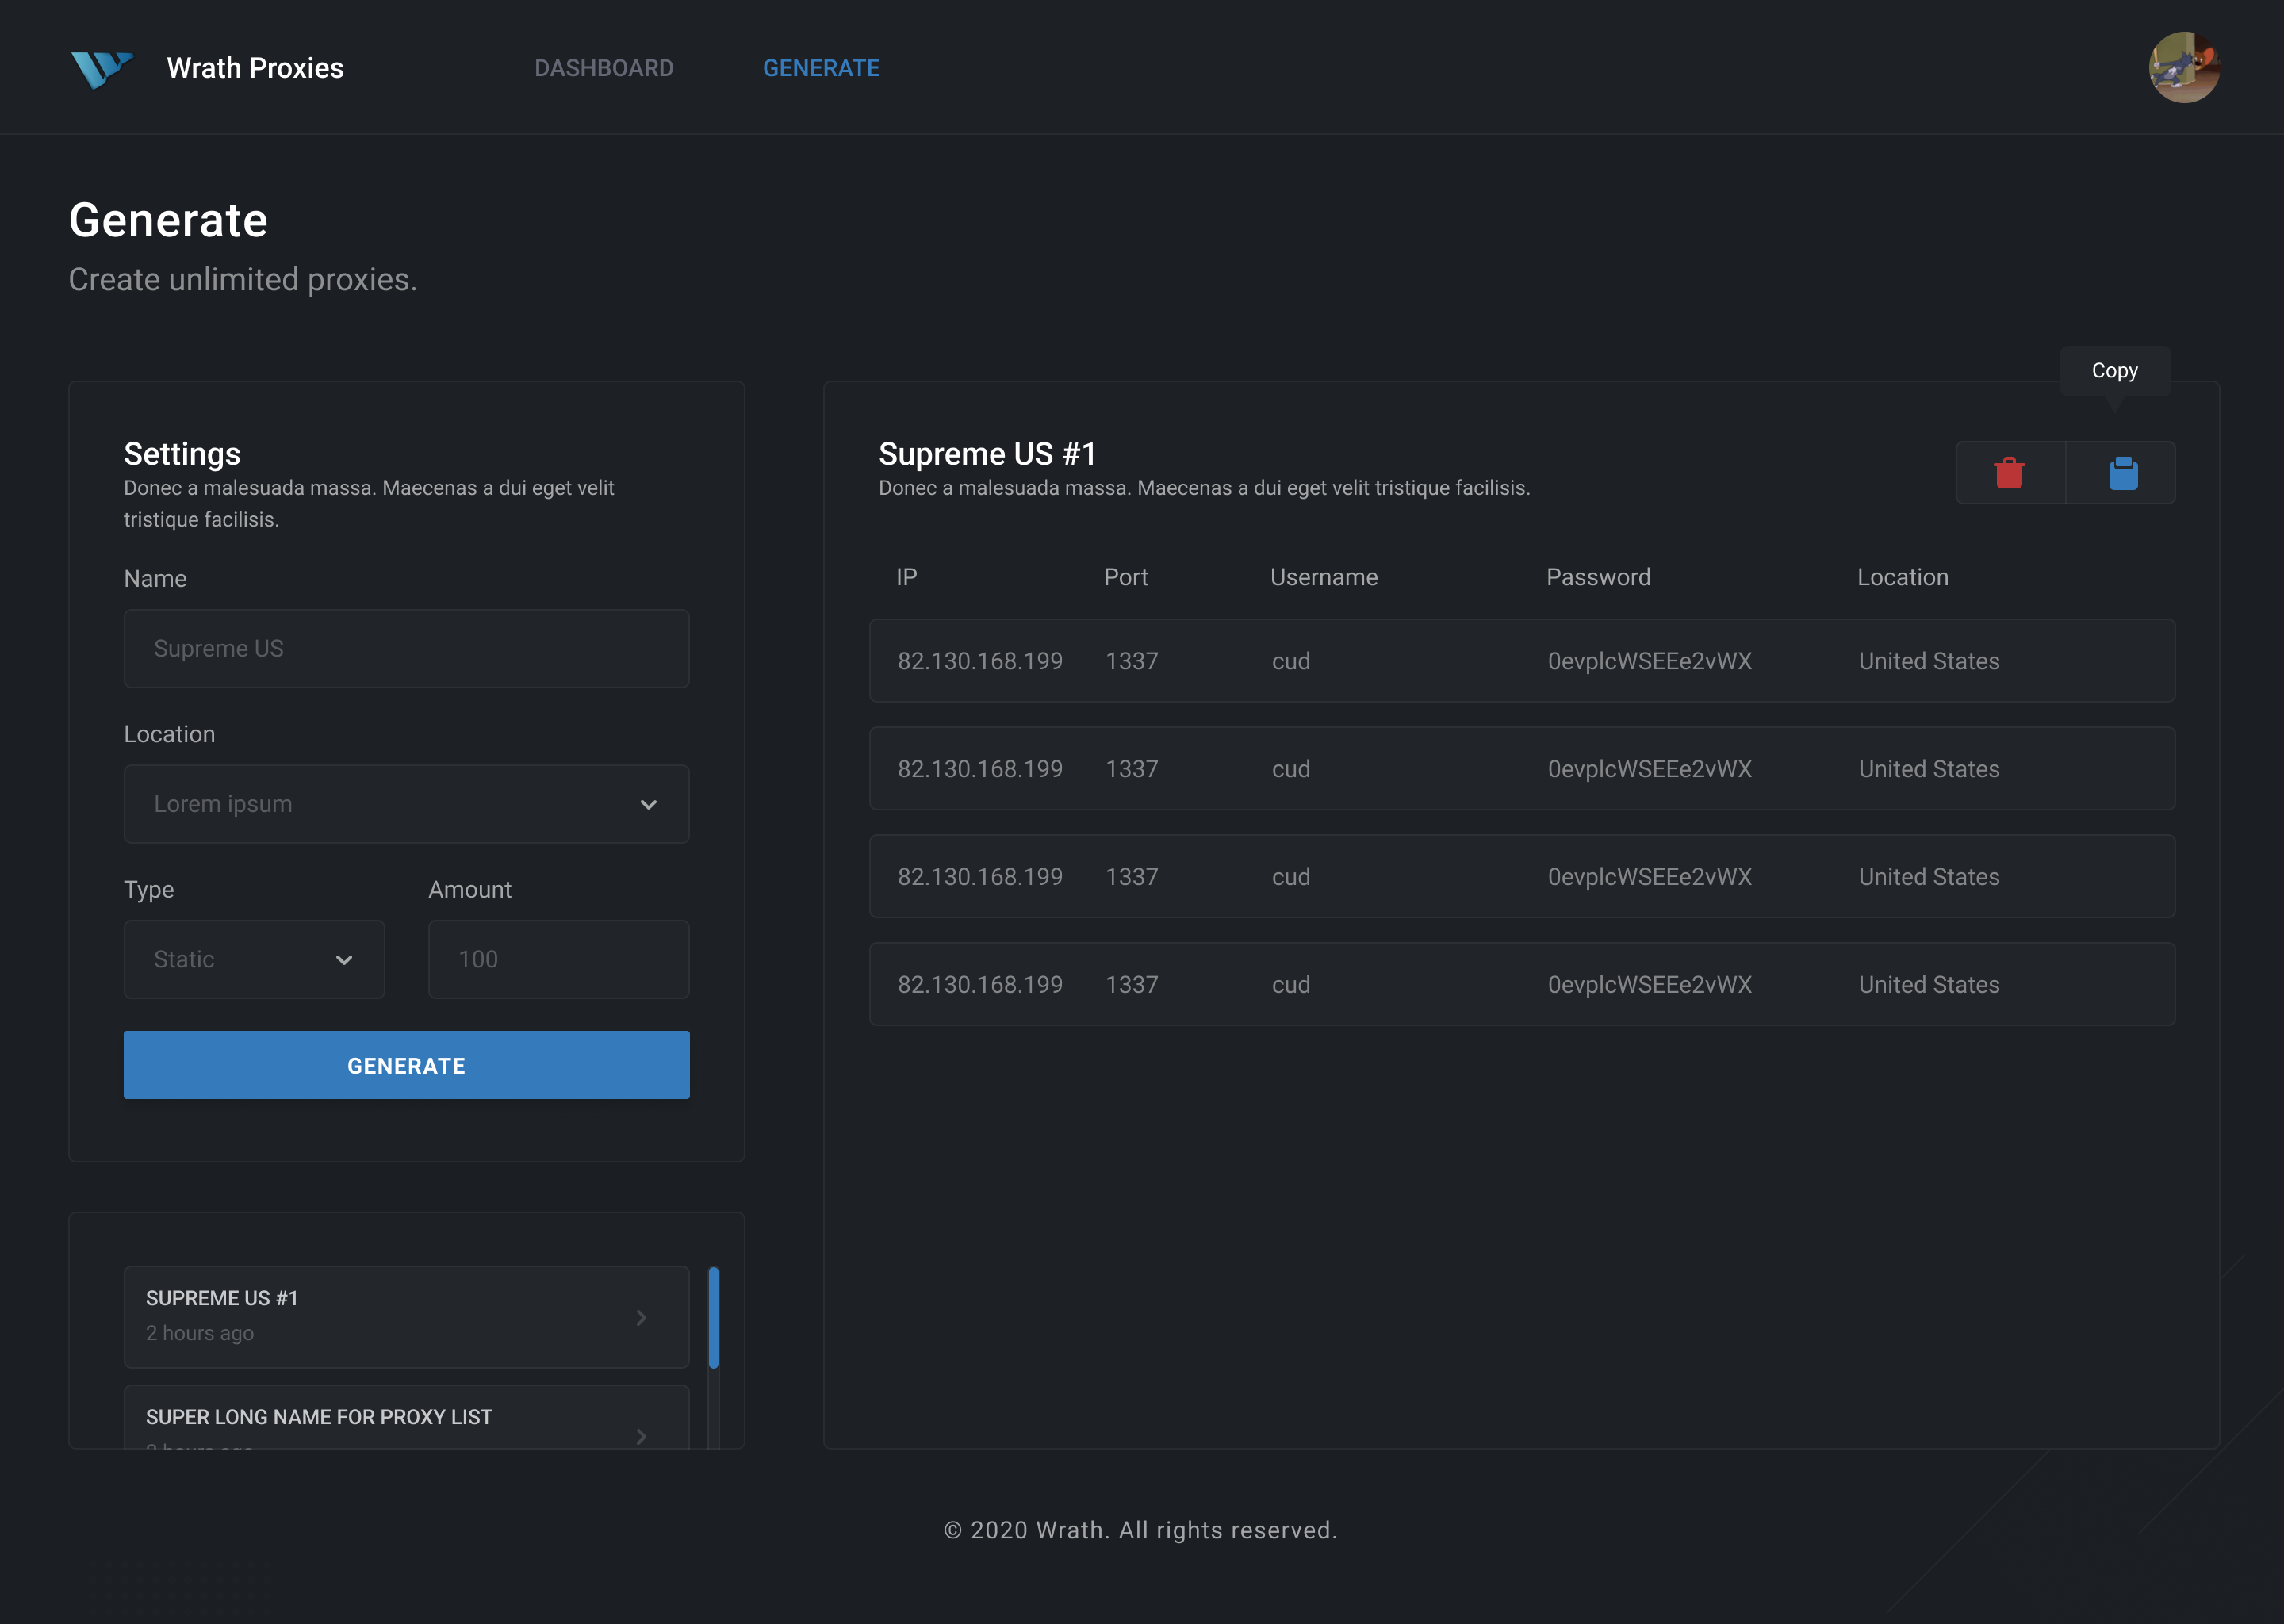 Wrath Proxies
DASHBOARD
GENERATE
Generate
Create unlimited proxies.
Settings
Donec a malesuada massa. Maecenas a dui eget velit
tristique facilisis.
Name
Supreme US
Location
Lorem ipsum
Type
Amount
Static
100
GENERATE
SUPREME US #1
2 hours ago
SUPER LONG NAME FOR PROXY LIST
Copy
Supreme US #1
Donec a malesuada massa. Maecenas a dui eget velit tristique facilisis.
IP Port Username Password Location
82.130.168.199 1337 cud 0evplcWSEEe2vWX United States
82.130.168.199 1337 cud 0evplcWSEEe2vWX United States
82.130.168.199 1337 cud 0evplcWSEEe2vWX United States
82.130.168.199 1337 cud 0evplcWSEEe2vWX United States
© 2020 Wrath. All rights reserved.